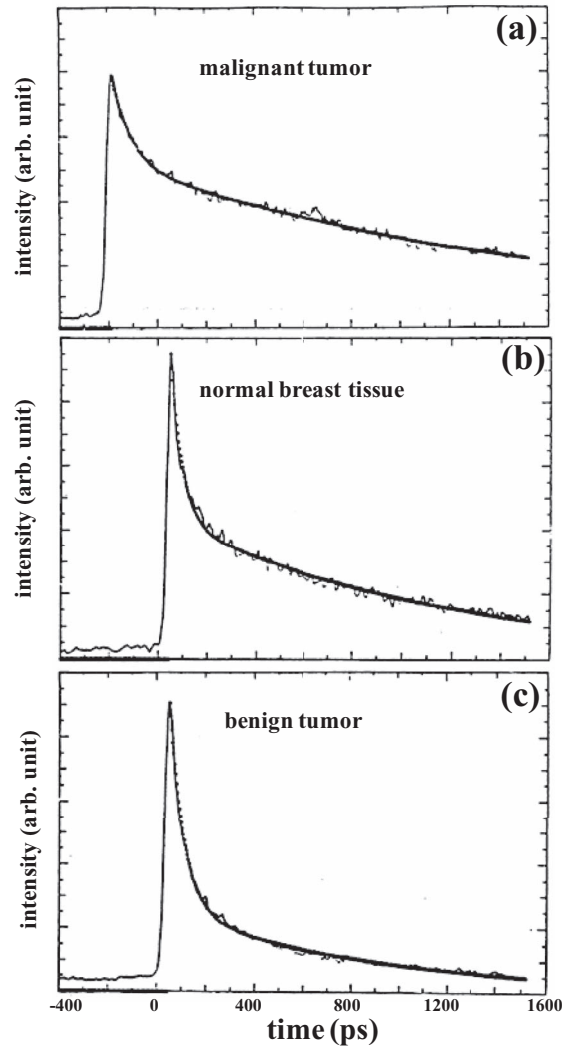 (a)
malignant tumor
intensity (arb. unit)
(b)
normal breast tissue
intensity (arb. unit)
(c)
benign tumor
intensity (arb. unit)
-400 0 400 800 1200 1600
time (ps)